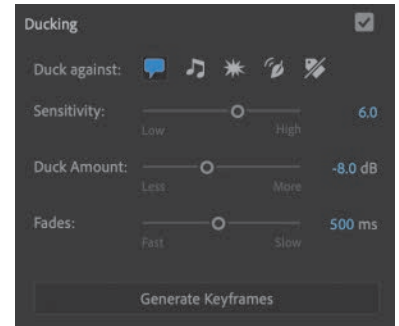 Ducking
Duck against:
Sensitivity: 6.0
Low High
Duck Amount: -8.0 dB
Less More
Fades: 500 ms
Fast Slow
Generate Keyframes